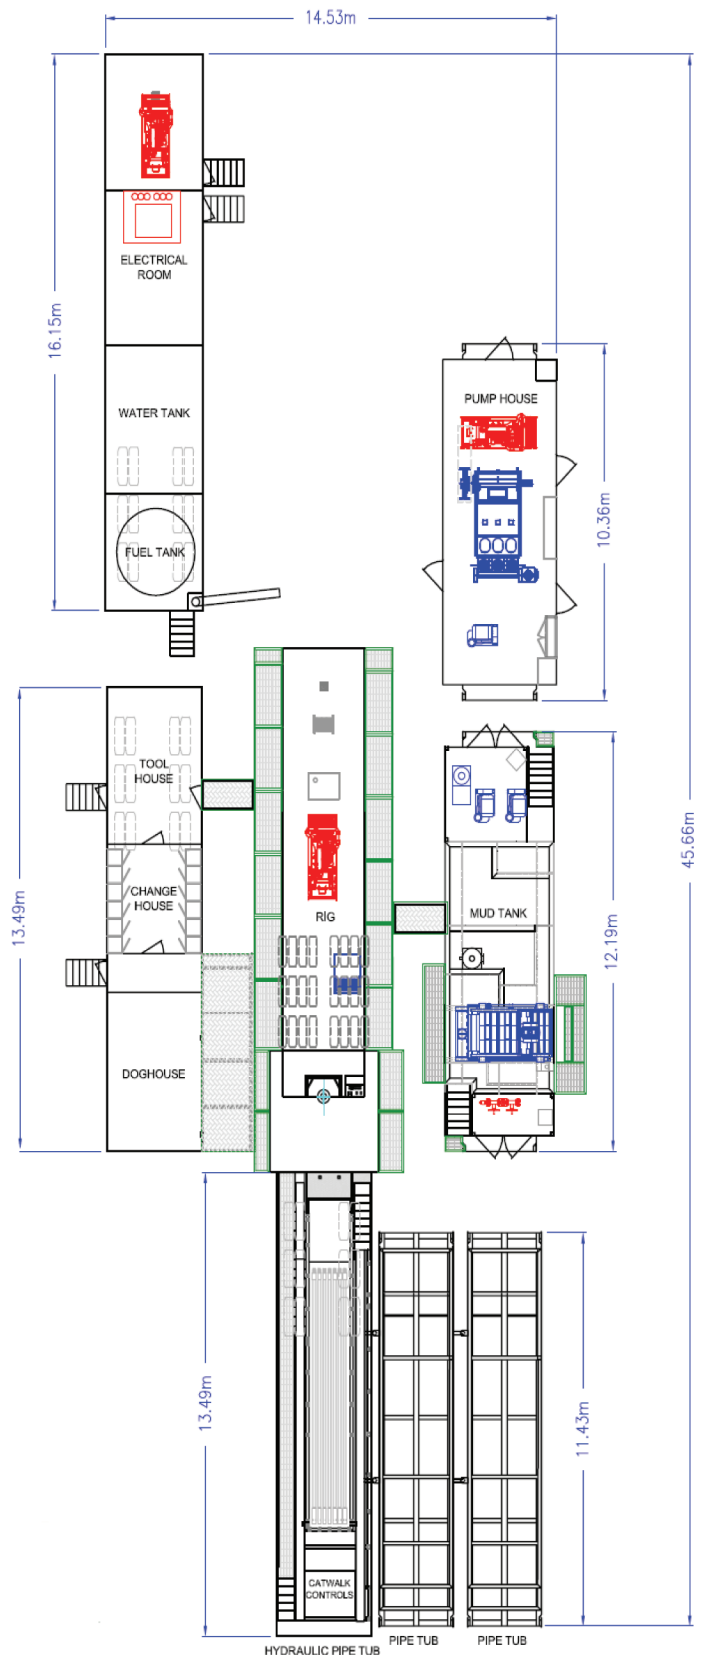 14.53m
16.15m
ELECTRICAL
ROOM
WATER TANK
FUEL TANK
PUMP HOUSE
10.36m
45.66m
13.49m
TOOL
HOUSE
CHANGE
HOUSE
DOGHOUSE
RİG
MUD TANK
12.19m
13.49m
11.43m
CATWALK
CONTROLS
HYDRAULIC PIPE TUB
PIPE TUB
PIPE TUB